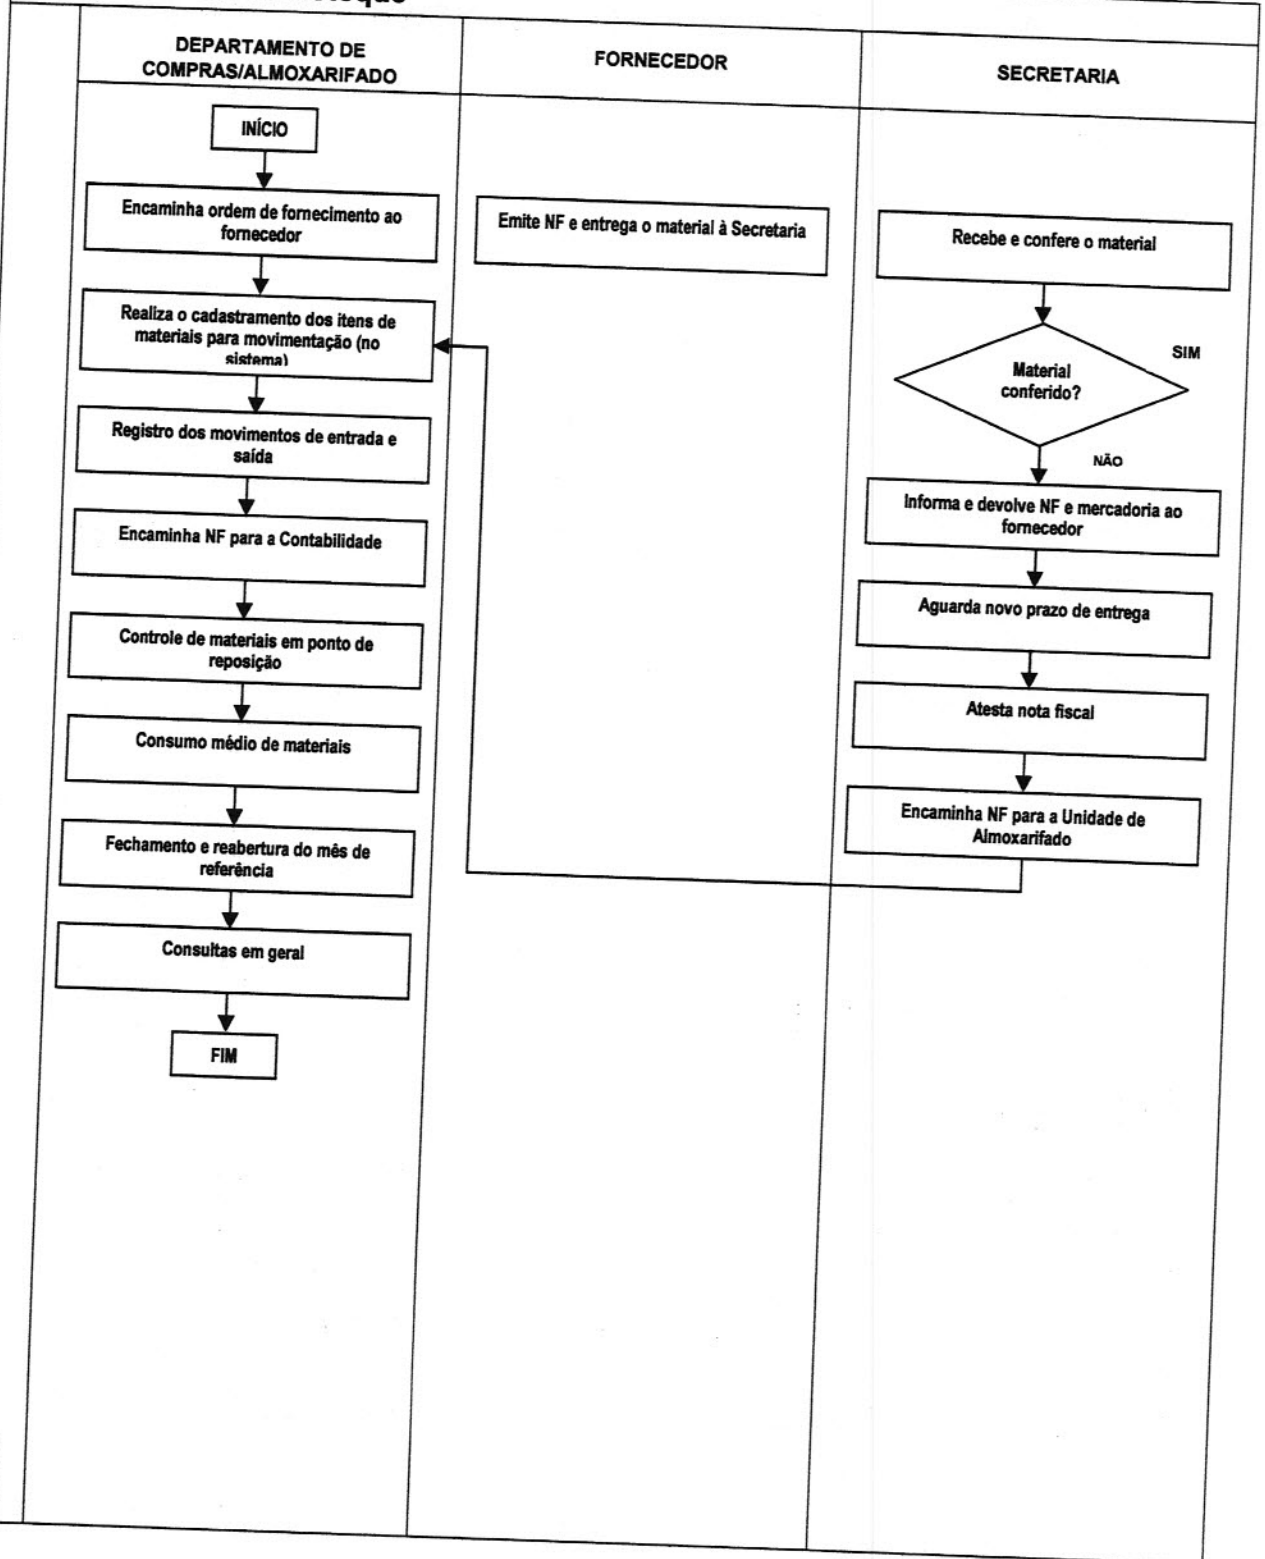 DEPARTAMENTO DE
COMPRAS/ALMOXARIFADO
FORNECEDOR
SECRETARIA
INÍCIO
Encaminha ordem de fornecimento ao
fornecedor
Realiza o cadastramento dos itens de
materiais para movimentação (no
sistema)
Registro dos movimentos de entrada e
saída
Encaminha NF para a Contabilidade
Controle de materiais em ponto de
reposição
Consumo médio de materiais
Fechamento e reabertura do mês de
referência
Consultas em geral
FIM
Emite NF e entrega o material à Secretaria
Recebe e confere o material
Material
conferido?
SIM
NÃO
Informa e devolve NF e mercadoria ao
fornecedor
Aguarda novo prazo de entrega
Atesta nota fiscal
Encaminha NF para a Unidade de
Almoxarifado